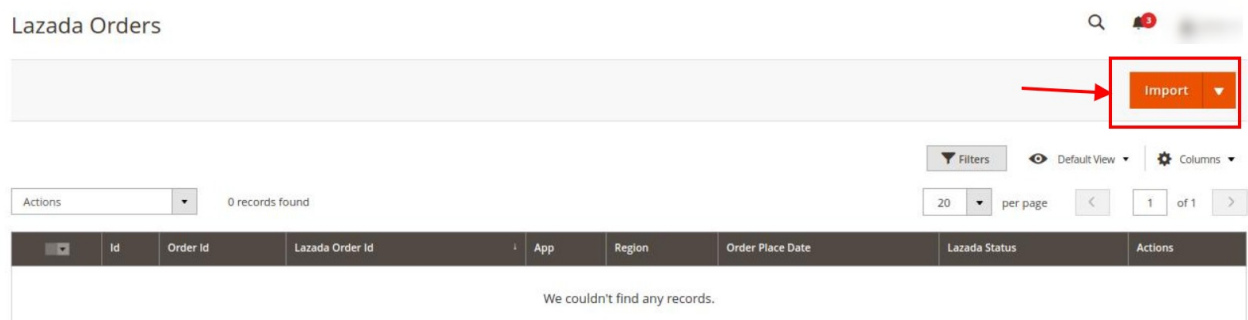 Lazada Orders
3
Import
Filters
Default View
Columns
Actions
0 records found
20
per page
1
of 1
Id
Order Id
Lazada Order Id
App
Region
Order Place Date
Lazada Status
Actions
We couldn't find any records.